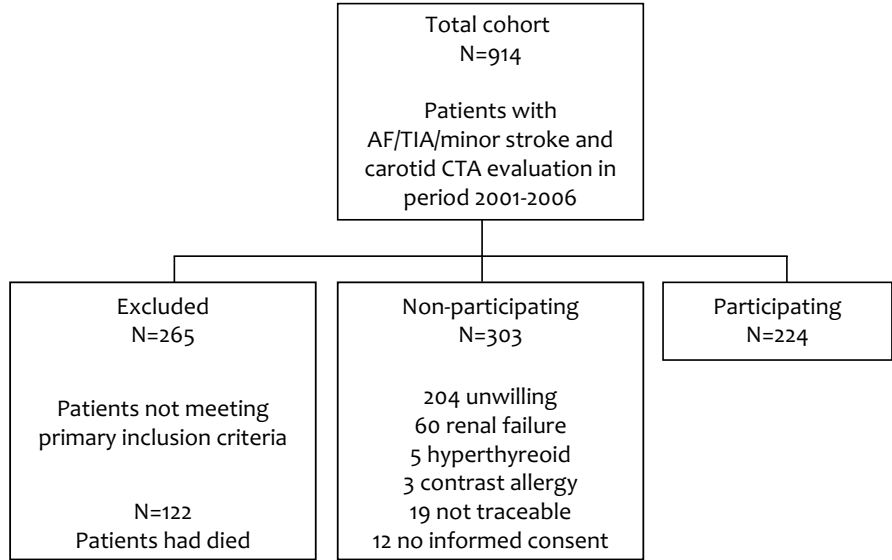 Total cohort
N=914
Patients with
AF/TIA/minor stroke and
carotid CTA evaluation in
period 2001-2006
Excluded
N=265
Patients not meeting
primary inclusion criteria
N=122
Patients had died
Non-participating
N=303
204 unwilling
60 renal failure
5 hyperthyreoid
3 contrast allergy
19 not traceable
12 no informed consent
Participating
N=224